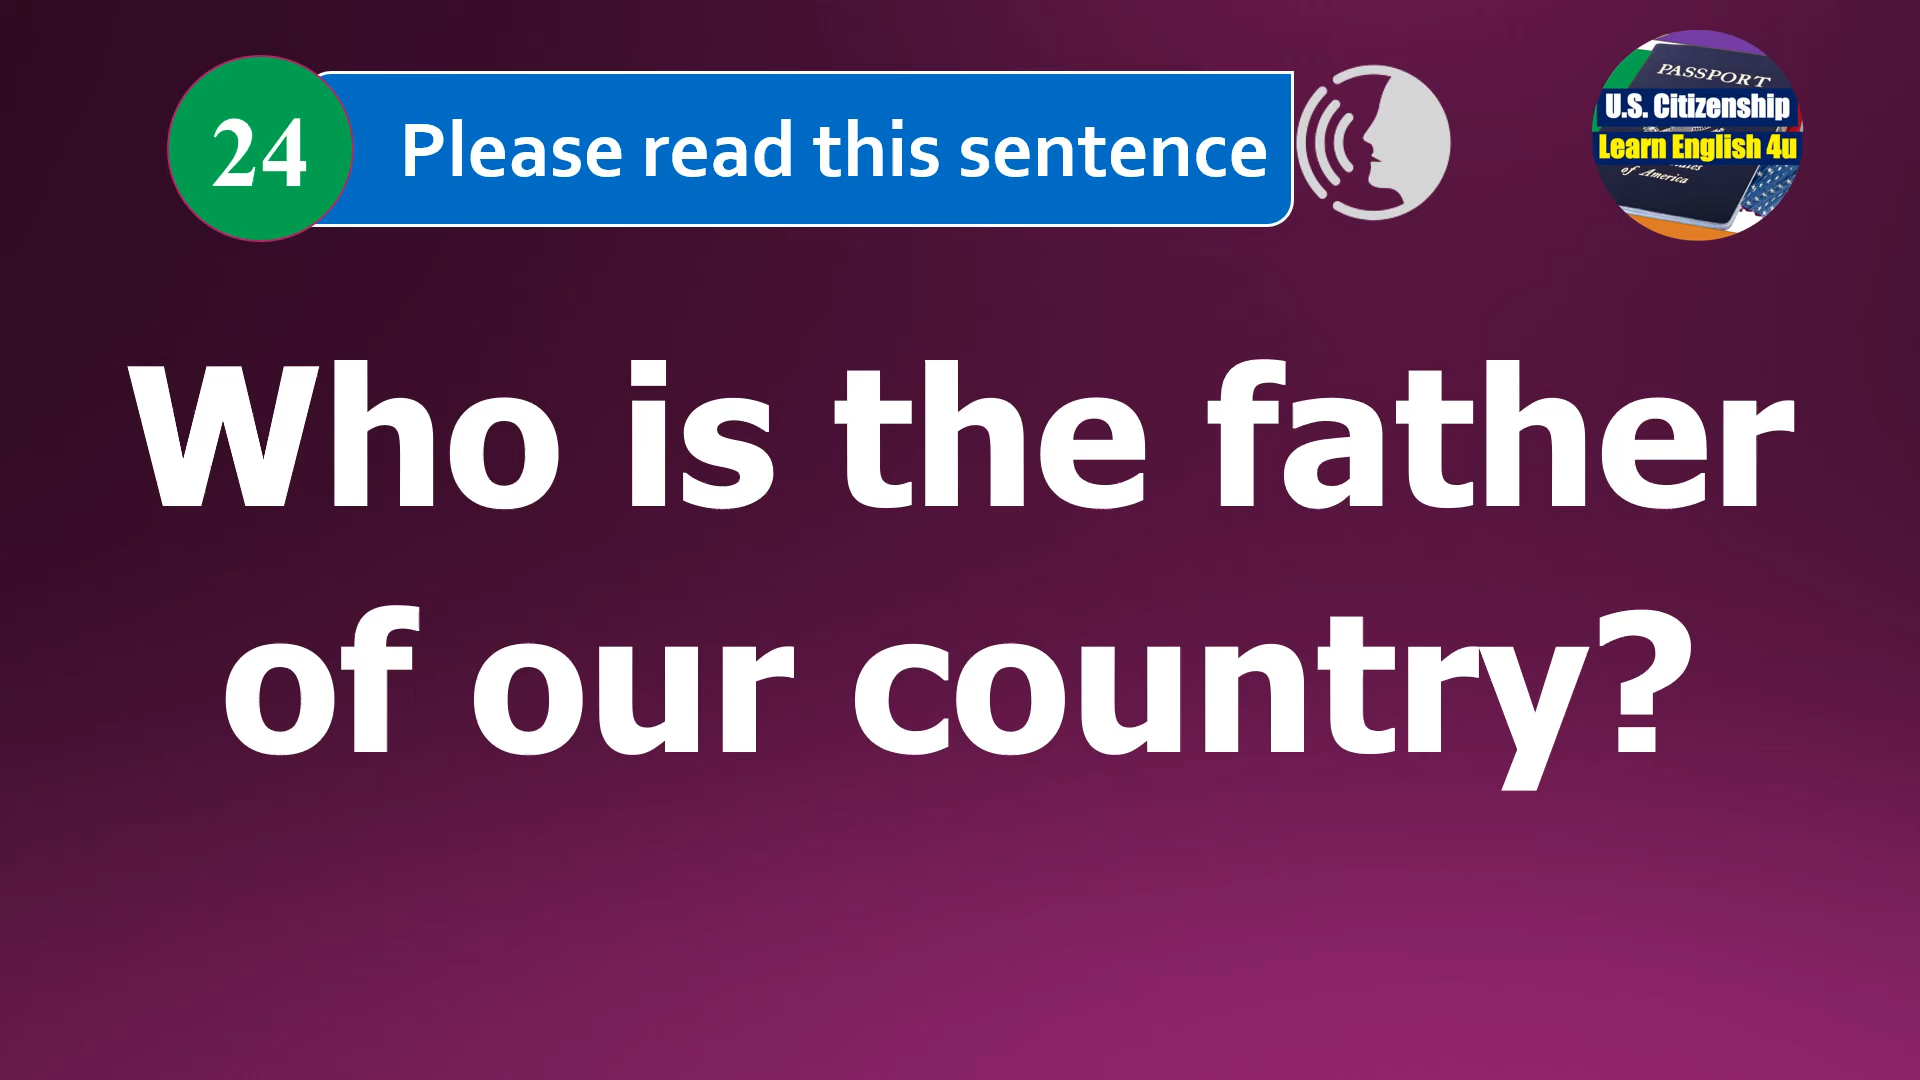 24
Please read this sentence
PASSPORT
U.S. Citizenship
Learn English 4u
of America
Who is the father
of our country?